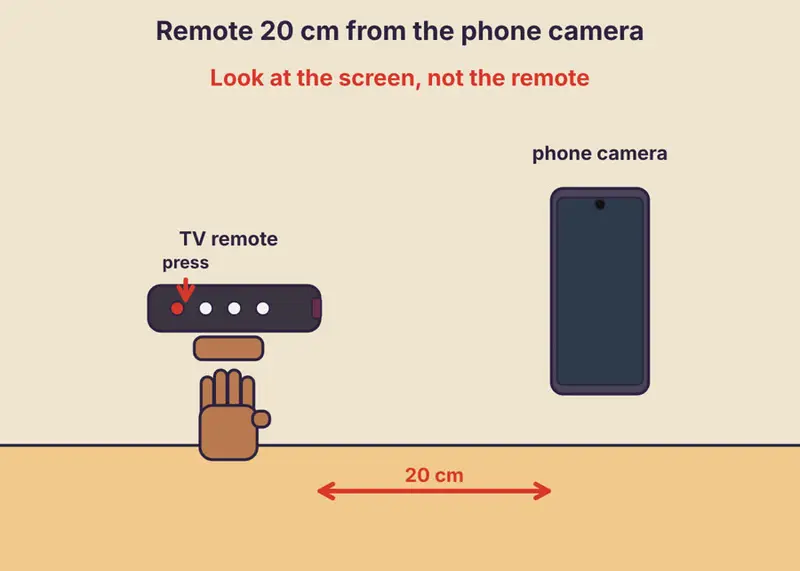 Remote 20 cm from the phone camera
Look at the screen, not the remote
phone camera
TV remote
press
20 cm